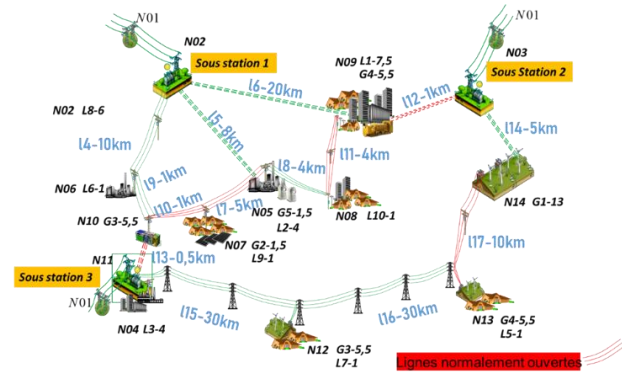 N01
N02
Sous station 1
N09 L1-7,5
G4-5,5
N01
N03
Sous Station 2
l6-20km
l12-1km
N02 L8-6
l5-8km
l4-10km
l14-5km
l11-4km
l9-1km
l8-4km
N06 L6-1
l10-1km
l7-5km
N05 G5-1,5
L2-4
N08
L10-1
N14 G1-13
N10 G3-5,5
N07 G2-1,5
L9-1
l17-10km
N11
l13-0,5km
Sous station 3
N01
l15-30km
l16-30km
N04 L3-4
N12 G3-5,5
L7-1
N13 G4-5,5
L5-1
Lignes normalement ouvertes